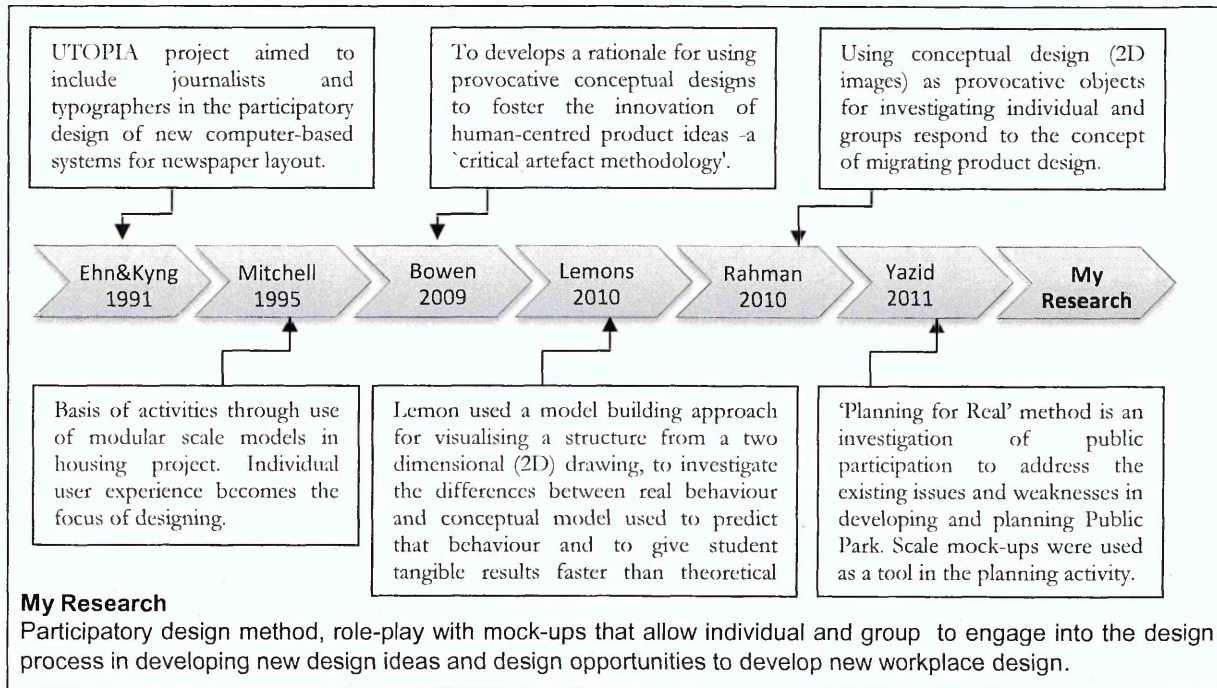 UTOPIA project aimed to
include journalists and
typographers in the participatory
design of new computer-based
systems for newspaper layout.
To develops a rationale for using
provocative conceptual designs
to foster the innovation of
human-centred product ideas -a
`critical artefact methodology'.
Using conceptual design (2D
images) as provocative objects
for investigating individual and
groups respond to the concept
of migrating product design.
Ehn&Kyng
1991
Mitchell
1995
Bowen
2009
Lemons
2010
Rahman
2010
Yazid
2011
My
Research
Basis of activities through use
of modular scale models in
housing project. Individual
user experience becomes the
focus of designing.
Lemon used a model building approach
for visualising a structure from a two
dimensional (2D) drawing, to investigate
the differences between real behaviour
and conceptual model used to predict
that behaviour and to give student
tangible results faster than theoretical
'Planning for Real' method is an
investigation of public
participation to address the
existing issues and weaknesses in
developing and planning Public
Park. Scale mock-ups were used
as a tool in the planning activity.
My Research
Participatory design method, role-play with mock-ups that allow individual and group to engage into the design
process in developing new design ideas and design opportunities to develop new workplace design.